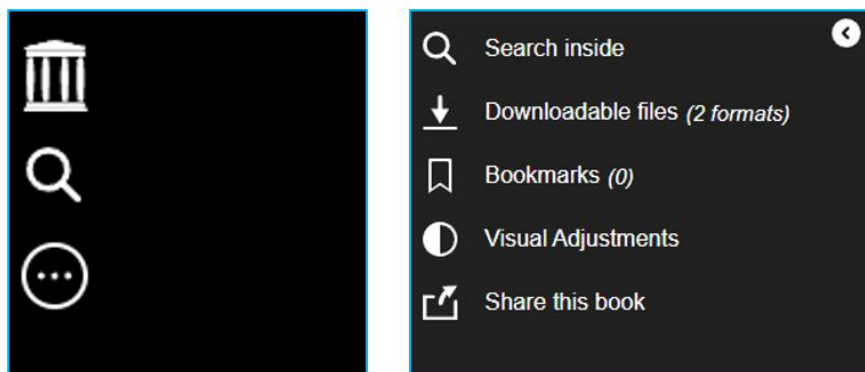 Search inside
Downloadable files (2 formats)
Bookmarks (0)
Visual Adjustments
Share this book